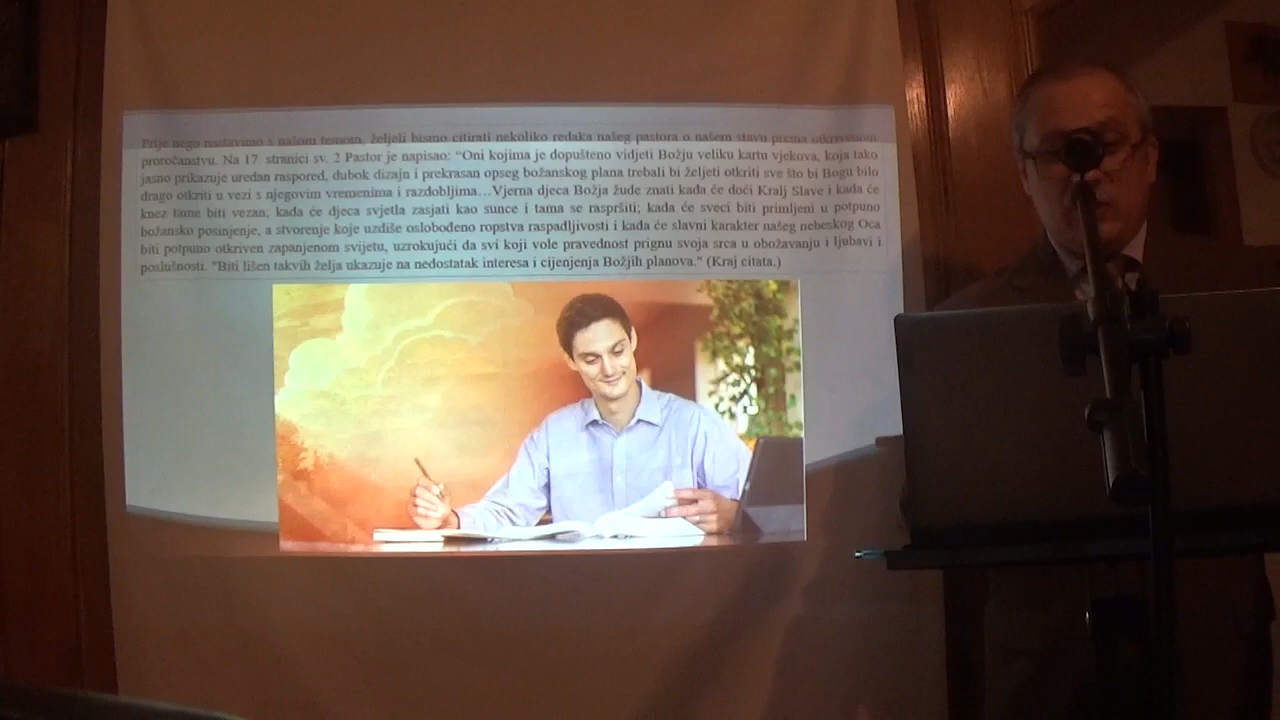 Prije nego nastavimo s našom temom, željeli bismo citirati nekoliko redaka našeg pastora o našem stavu prema otkrivenom
proročanstvu. Na 17. stranici sv. 2 Pastor je napisao: "Oni kojima je dopušteno vidjeti Božju veliku kartu vjekova, koja tako
jasno prikazuje uredan raspored, dubok dizajn i prekrasan opseg božanskog plana trebali bi željeti otkriti sve što bi Bogu bilo
drago otkriti u vezi s njegovim vremenima i razdobljima…Vjerna djeca Božja žude znati kada će doći Kralj Slave i kada će
knez tame biti vezan; kada će djeca svjetla zasjati kao sunce i tama se raspršiti; kada će sveci biti primljeni u potpuno
božansko posinjenje, a stvorenje koje uzdiše oslobođeno ropstva raspadljivosti i kada će slavni karakter našeg nebeskog Oca
biti potpuno otkriven zapanjenom svijetu, uzrokujući da svi koji vole pravednost prignu svoja srca u obožavanju i ljubavi i
poslušnosti. "Biti lišen takvih želja ukazuje na nedostatak interesa i cijenjenja Božjih planova." (Kraj citata.)